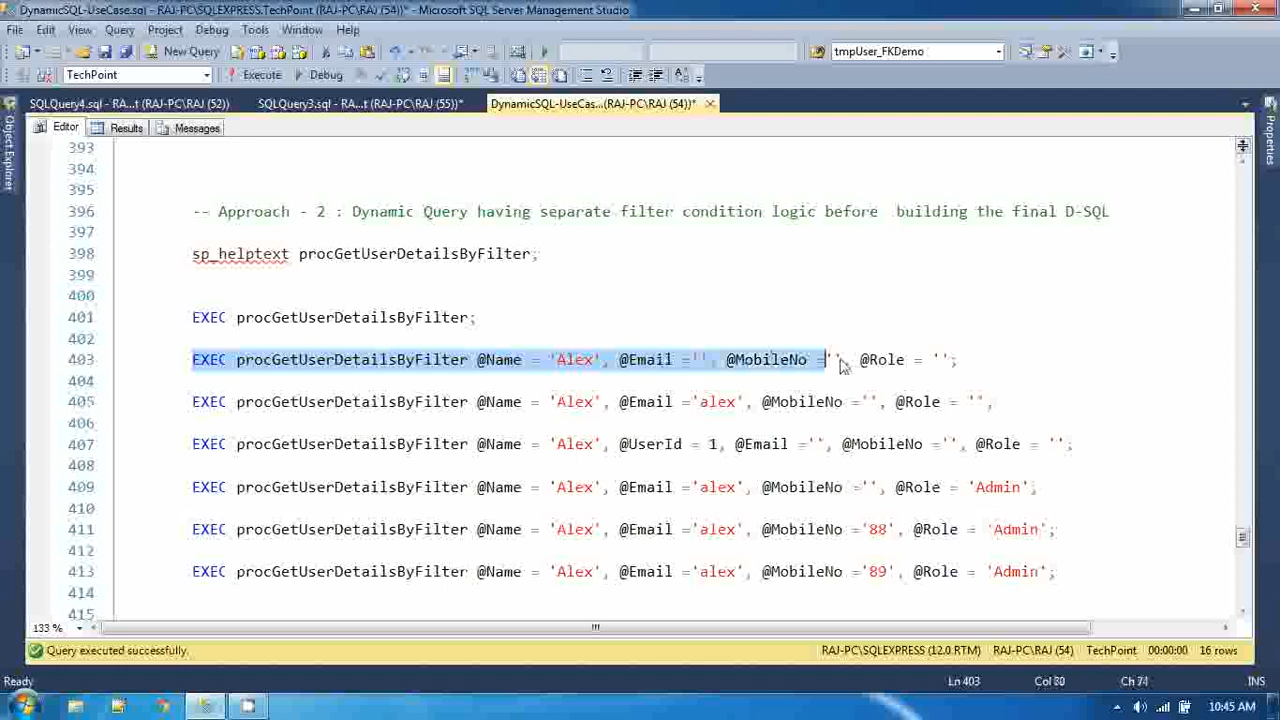 DynamicSQL-UseCase.sql - RAJ-PC\SQLEXPRESS.TechPoint (RAJ-PC\RAJ (54))* - Microsoft SQL Server Management Studio
File Edit View Query Project Debug Tools Window Help
New Query tmpUser_FKDemo
TechPoint Execute Debug
SQLQuery4.sql - RA...t (RAJ-PC\RAJ (52)) SQLQuery3.sql - RA...t (RAJ-PC\RAJ (55))* DynamicSQL-UseCas...(RAJ-PC\RAJ (54))*
Object Explorer
Properties
Editor Results Messages
393
394
395
396 -- Approach - 2 : Dynamic Query having separate filter condition logic before building the final D-SQL
397
398 sp_helptext procGetUserDetailsByFilter;
399
400
401 EXEC procGetUserDetailsByFilter;
402
403 EXEC procGetUserDetailsByFilter @Name = 'Alex', @Email ='', @MobileNo ='', @Role = '';
404
405 EXEC procGetUserDetailsByFilter @Name = 'Alex', @Email ='alex', @MobileNo ='', @Role = '',
406
407 EXEC procGetUserDetailsByFilter @Name = 'Alex', @UserId = 1, @Email ='', @MobileNo ='', @Role = '';
408
409 EXEC procGetUserDetailsByFilter @Name = 'Alex', @Email ='alex', @MobileNo ='', @Role = 'Admin';
410
411 EXEC procGetUserDetailsByFilter @Name = 'Alex', @Email ='alex', @MobileNo ='88', @Role = 'Admin';
412
413 EXEC procGetUserDetailsByFilter @Name = 'Alex', @Email ='alex', @MobileNo ='89', @Role = 'Admin';
414
415
133 %
Query executed successfully. RAJ-PC\SQLEXPRESS (12.0 RTM) RAJ-PC\RAJ (54) TechPoint 00:00:00 16 rows
Ready Ln 403 Col 80 Ch 74 INS
10:45 AM